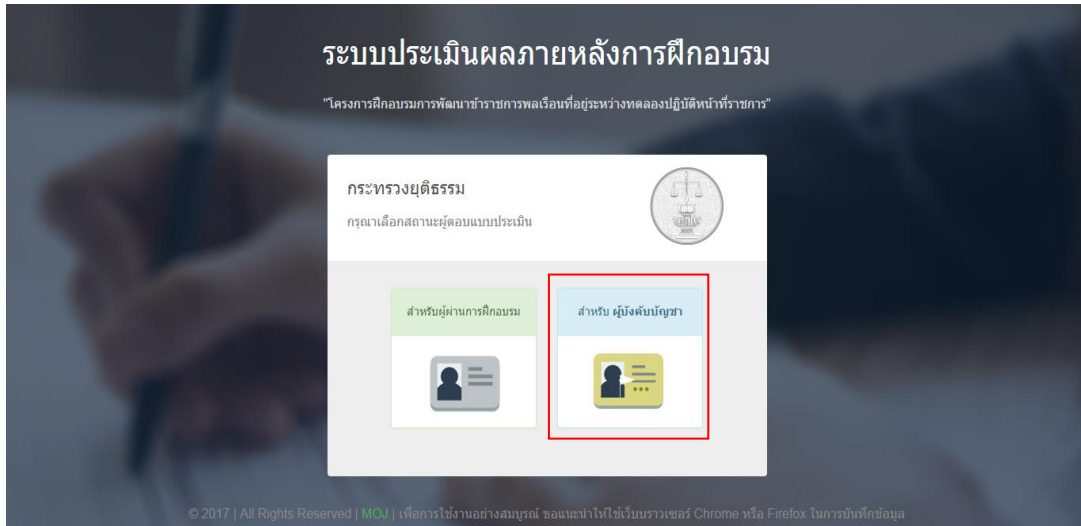 ระบบประเมินผลภายหลังการฝึกอบรม
"โครงการฝึกอบรมการพัฒนาข้าราชการพลเรือนที่อยู่ระหว่างทดลองปฏิบัติหน้าที่ราชการ"
กระทรวงยุติธรรม
กรุณาเลือกสถานะผู้ตอบแบบประเมิน
สำหรับผู้ผ่านการฝึกอบรม
สำหรับ ผู้บังคับบัญชา
© 2017 | All Rights Reserved | MOJ | เพื่อการใช้งานอย่างสมบูรณ์ ขอแนะนำให้ใช้เว็บบราวเซอร์ Chrome หรือ Firefox ในการบันทึกข้อมูล